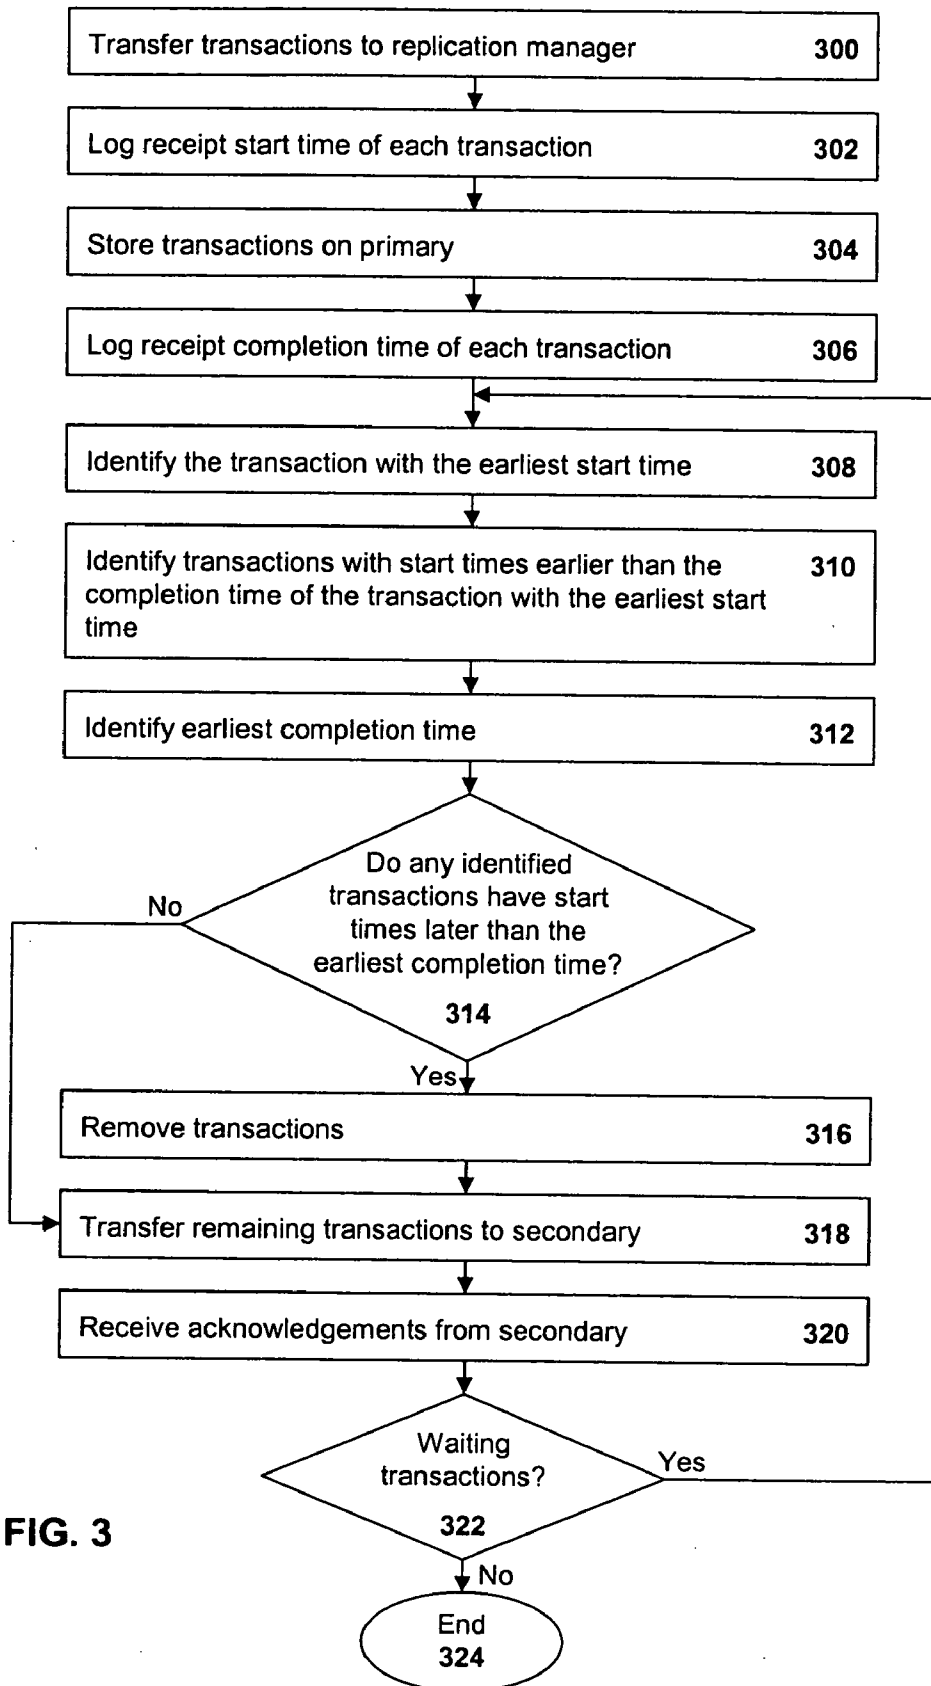 Transfer transactions to replication manager 300
Log receipt start time of each transaction 302
Store transactions on primary 304
Log receipt completion time of each transaction 306
Identify the transaction with the earliest start time 308
Identify transactions with start times earlier than the 310
completion time of the transaction with the earliest start
time
Identify earliest completion time 312
Do any identified
transactions have start
times later than the
earliest completion time?
314
No
Yes
Remove transactions 316
Transfer remaining transactions to secondary 318
Receive acknowledgements from secondary 320
Waiting
transactions?
322
Yes
FIG. 3
No
End
324